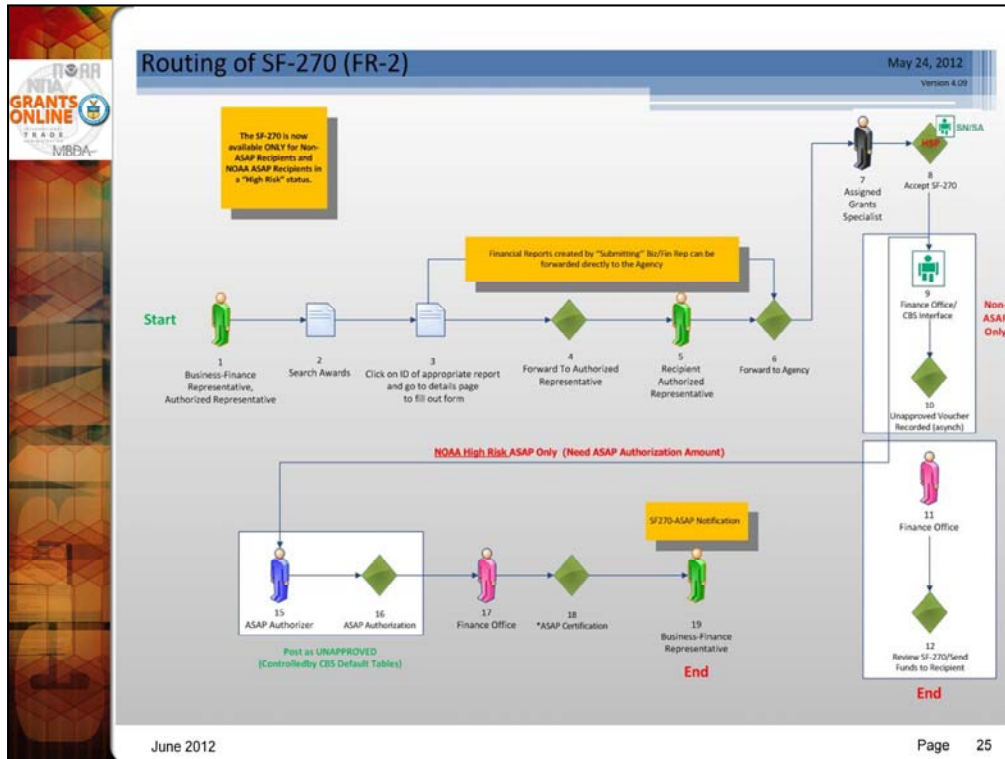 NOAA
NTIA
GRANTS
ONLINE
TRADE
MBDA
Routing of SF-270 (FR-2)
May 24, 2012
Version 4.09
The SF-270 is now
available ONLY for Non-
ASAP Recipients and
NOAA ASAP Recipients in
a "High Risk" status.
SN/SA
HSP
7
Assigned
Grants
Specialist
8
Accept SF-270
Financial Reports created by "Submitting" Biz/Fin Rep can be
forwarded directly to the Agency
Start
1
Business-Finance
Representative,
Authorized Representative
2
Search Awards
3
Click on ID of appropriate report
and go to details page
to fill out form
4
Forward To Authorized
Representative
5
Recipient
Authorized
Representative
6
Forward to Agency
9
Finance Office/
CBS Interface
Non-
ASAP
Only
10
Unapproved Voucher
Recorded (asynch)
NOAA High Risk ASAP Only (Need ASAP Authorization Amount)
11
Finance Office
12
Review SF-270/Send
Funds to Recipient
End
SF270-ASAP Notification
15
ASAP Authorizer
16
ASAP Authorization
17
Finance Office
18
*ASAP Certification
19
Business-Finance
Representative
Post as UNAPPROVED
(Controlledby CBS Default Tables)
End
June 2012
Page 25